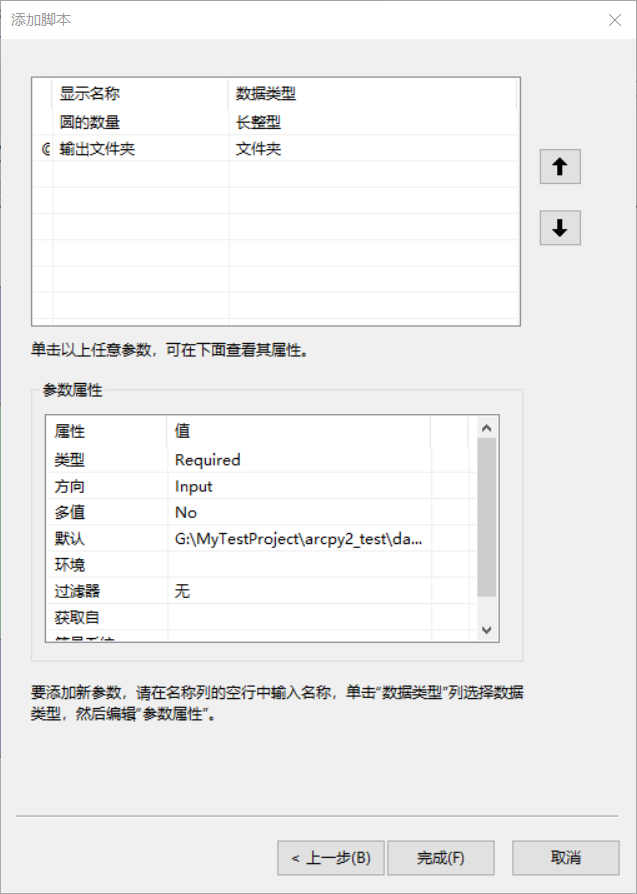 添加脚本
显示名称 数据类型
圆的数量 长整型
输出文件夹 文件夹
单击以上任意参数，可在下面查看其属性。
参数属性
属性 值
类型 Required
方向 Input
多值 No
默认 G:\MyTestProject\arcpy2_test\da...
环境
过滤器 无
获取自
要添加新参数，请在名称列的空行中输入名称，单击“数据类型”列选择数据
类型，然后编辑“参数属性”。
< 上一步(B) 完成(F) 取消